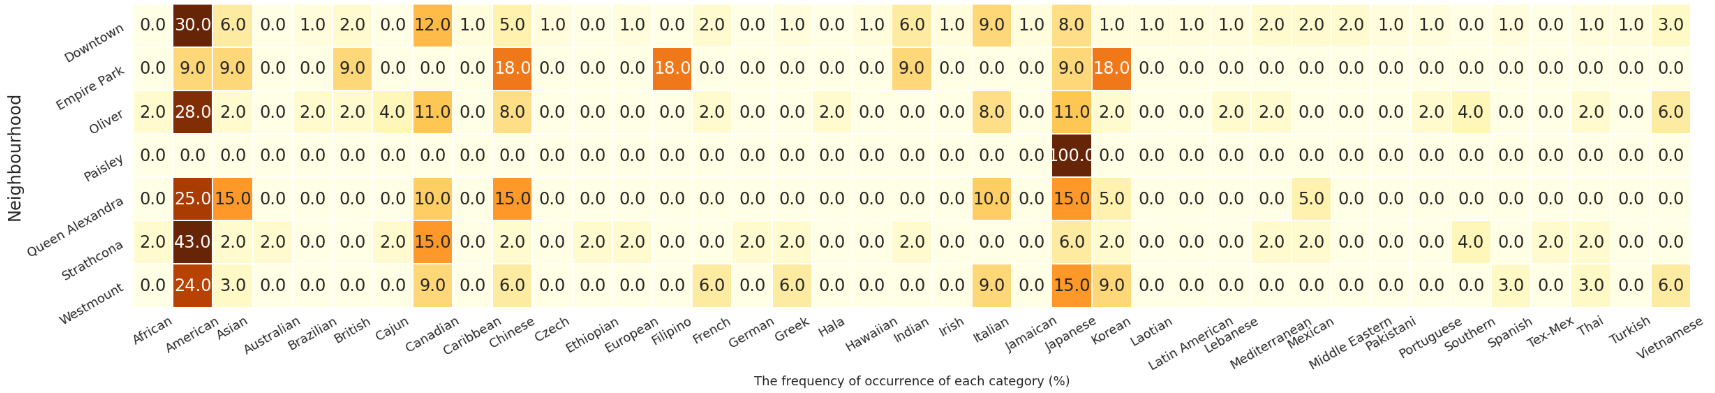 Neighbourhood
Downtown 0.0 30.0 6.0 0.0 1.0 2.0 0.0 12.0 1.0 5.0 1.0 0.0 1.0 0.0 2.0 0.0 1.0 0.0 1.0 6.0 1.0 9.0 1.0 8.0 1.0 1.0 1.0 1.0 2.0 2.0 2.0 1.0 1.0 0.0 1.0 0.0 1.0 1.0 3.0
Empire Park 0.0 9.0 9.0 0.0 0.0 9.0 0.0 0.0 0.0 18.0 0.0 0.0 0.0 18.0 0.0 0.0 0.0 0.0 0.0 9.0 0.0 0.0 0.0 9.0 18.0 0.0 0.0 0.0 0.0 0.0 0.0 0.0 0.0 0.0 0.0 0.0 0.0 0.0 0.0
Oliver 2.0 28.0 2.0 0.0 2.0 2.0 4.0 11.0 0.0 8.0 0.0 0.0 0.0 0.0 2.0 0.0 0.0 2.0 0.0 0.0 0.0 8.0 0.0 11.0 2.0 0.0 0.0 2.0 2.0 0.0 0.0 0.0 2.0 4.0 0.0 0.0 2.0 0.0 6.0
Paisley 0.0 0.0 0.0 0.0 0.0 0.0 0.0 0.0 0.0 0.0 0.0 0.0 0.0 0.0 0.0 0.0 0.0 0.0 0.0 0.0 0.0 0.0 0.0 100.0 0.0 0.0 0.0 0.0 0.0 0.0 0.0 0.0 0.0 0.0 0.0 0.0 0.0 0.0 0.0
Queen Alexandra 0.0 25.0 15.0 0.0 0.0 0.0 0.0 10.0 0.0 15.0 0.0 0.0 0.0 0.0 0.0 0.0 0.0 0.0 0.0 0.0 0.0 10.0 0.0 15.0 5.0 0.0 0.0 0.0 0.0 5.0 0.0 0.0 0.0 0.0 0.0 0.0 0.0 0.0 0.0
Strathcona 2.0 43.0 2.0 2.0 0.0 0.0 2.0 15.0 0.0 2.0 0.0 2.0 2.0 0.0 0.0 2.0 2.0 0.0 0.0 2.0 0.0 0.0 0.0 6.0 2.0 0.0 0.0 0.0 2.0 2.0 0.0 0.0 0.0 4.0 0.0 2.0 2.0 0.0 0.0
Westmount 0.0 24.0 3.0 0.0 0.0 0.0 0.0 9.0 0.0 6.0 0.0 0.0 0.0 0.0 6.0 0.0 6.0 0.0 0.0 0.0 0.0 9.0 0.0 15.0 9.0 0.0 0.0 0.0 0.0 0.0 0.0 0.0 0.0 0.0 3.0 0.0 3.0 0.0 6.0
African American Asian Australian Brazilian British Cajun Canadian Caribbean Chinese Czech Ethiopian European Filipino French German Greek Hala Hawaiian Indian Irish Italian Jamaican Japanese Korean Laotian Latin American Lebanese Mediterranean Mexican Middle Eastern Pakistani Portuguese Southern Spanish Tex-Mex Thai Turkish Vietnamese
The frequency of occurrence of each category (%)